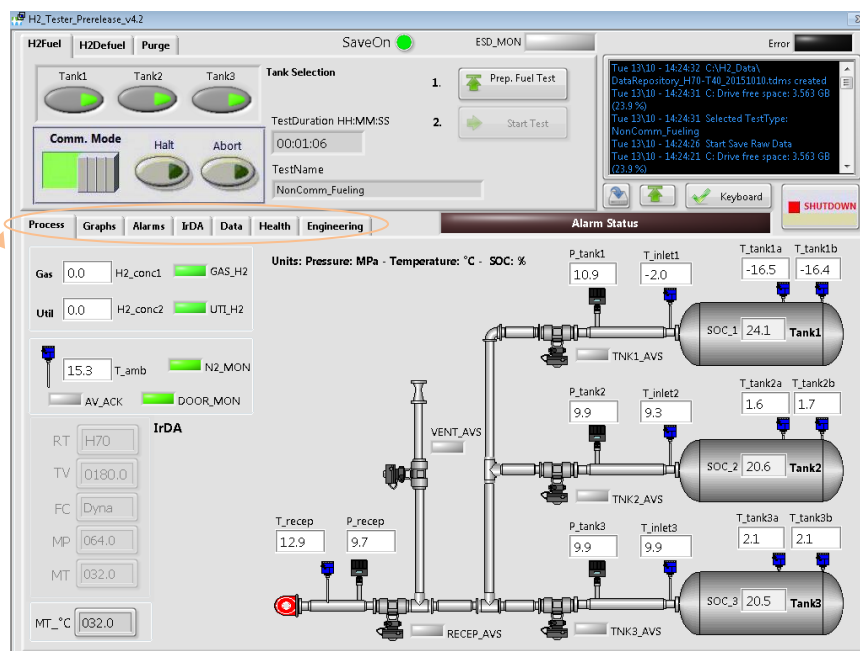 H2_Tester_Prerelease_v4.2
H2Fuel H2Defuel Purge
SaveOn
ESD_MON
Error
Tank1 Tank2 Tank3
Tank Selection
1. Prep. Fuel Test
2. Start Test
TestDuration HH:MM:SS
00:01:06
TestName
NonComm_Fueling
Comm. Mode
Halt Abort
Tue 13\10 - 14:24:32 C:\H2_Data\
DataRepository_H70-T40_20151010.tdms created
Tue 13\10 - 14:24:31 C: Drive free space: 3,563 GB
(23.9 %)
Tue 13\10 - 14:24:31 Selected TestType:
NonComm_Fueling
Tue 13\10 - 14:24:26 Start Save Raw Data
Tue 13\10 - 14:24:21 C: Drive free space: 3,563 GB
(23.9 %)
Keyboard
SHUTDOWN
Process Graphs Alarms IrDA Data Health Engineering
Alarm Status
Units: Pressure: MPa - Temperature: °C - SOC: %
Gas 0.0 H2_conc1 GAS_H2
Util 0.0 H2_conc2 UTI_H2
15.3 T_amb N2_MON
AV_ACK DOOR_MON
IrDA
RT H70
TV 0180.0
FC Dyna
MP 064.0
MT 032.0
MT_°C 032.0
P_tank1 T_inlet1 T_tank1a T_tank1b
10.9 -2.0 -16.5 -16.4
SOC_1 24.1 Tank1
TNK1_AVS
P_tank2 T_inlet2 T_tank2a T_tank2b
9.9 9.3 1.6 1.7
VENT_AVS
SOC_2 20.6 Tank2
TNK2_AVS
T_recep P_recep
12.9 9.7
P_tank3 T_inlet3 T_tank3a T_tank3b
9.9 9.9 2.1 2.1
SOC_3 20.5 Tank3
RECEP_AVS
TNK3_AVS